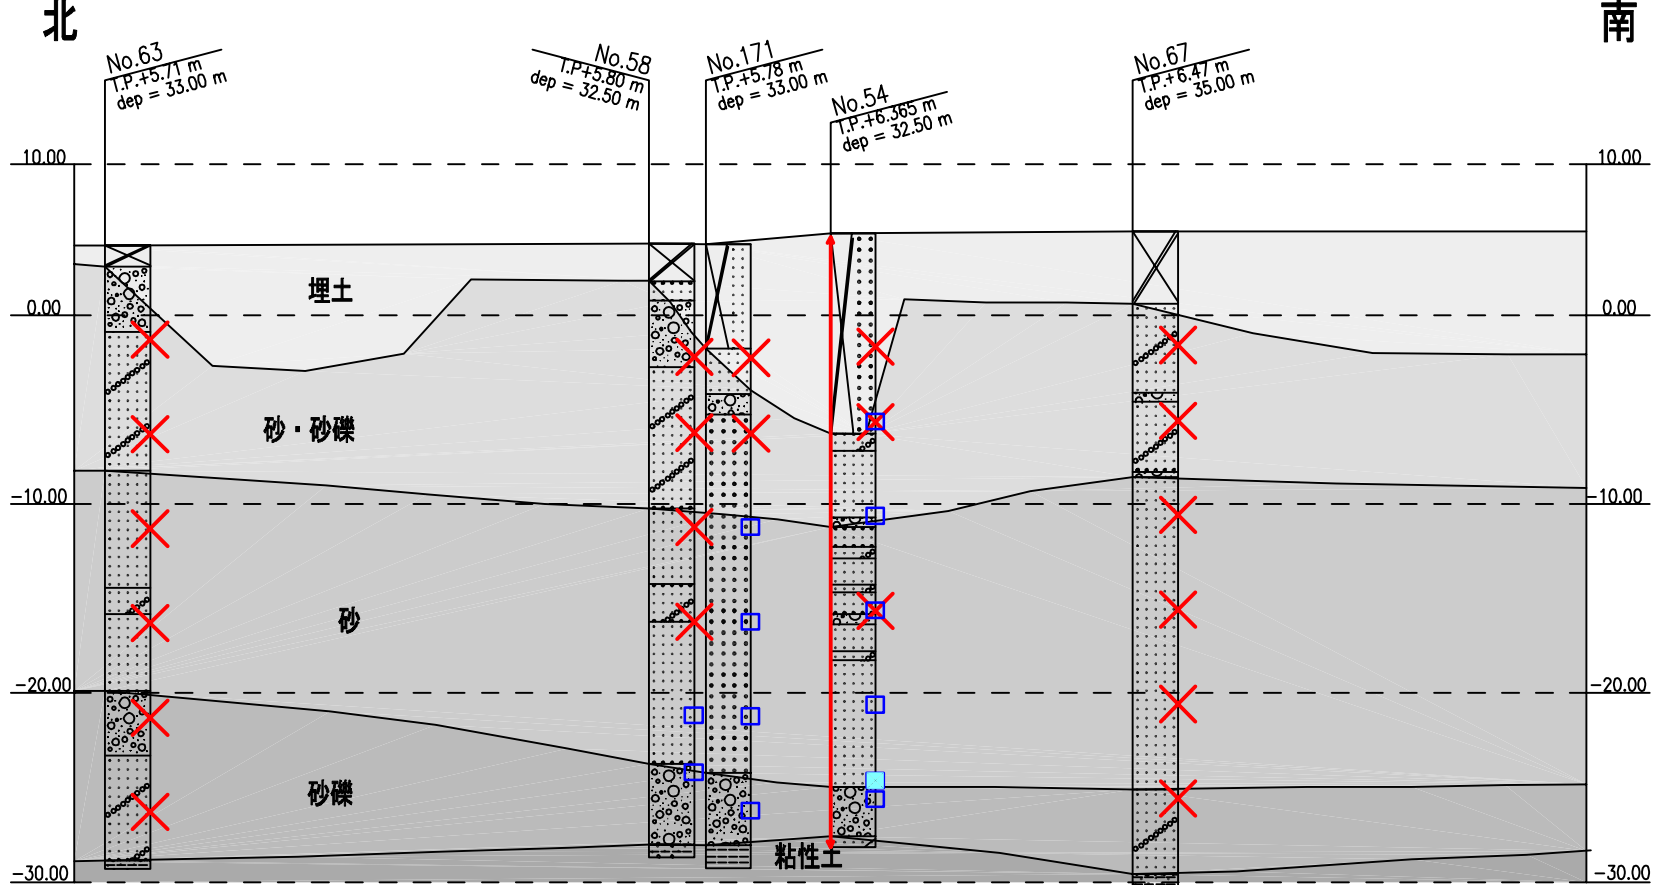 北
南
No.63
T.P.+5.71 m
dep = 33.00 m
No.58
T.P+5.80 m
dep = 32.50 m
No.171
T.P.+5.78 m
dep = 33.00 m
No.54
T.P.+6.365 m
dep = 32.50 m
No.67
T.P.+6.47 m
dep = 35.00 m
10.00
10.00
埋土
0.00
0.00
砂・砂礫
-10.00
-10.00
砂
-20.00
-20.00
砂礫
粘性土
-30.00
-30.00